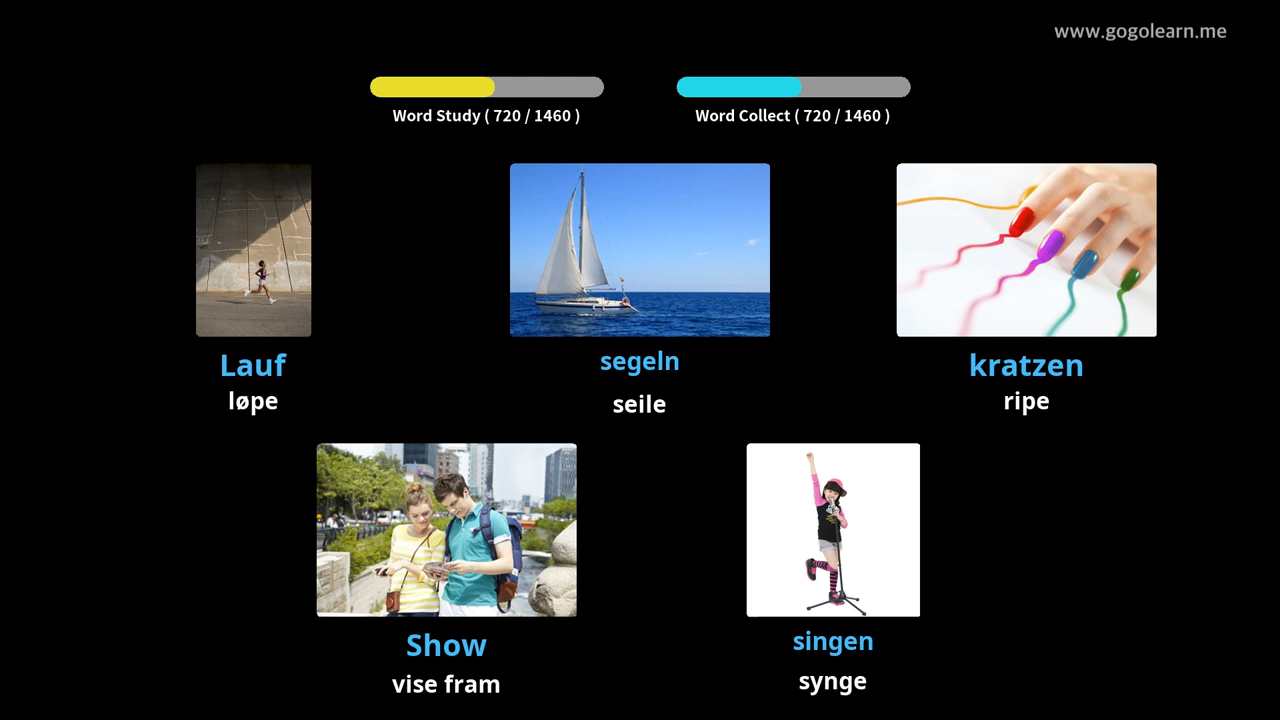 www.gogolearn.me
Word Study ( 720 / 1460 )
Word Collect ( 720 / 1460 )
Lauf
løpe
segeln
seile
kratzen
ripe
Show
vise fram
singen
synge